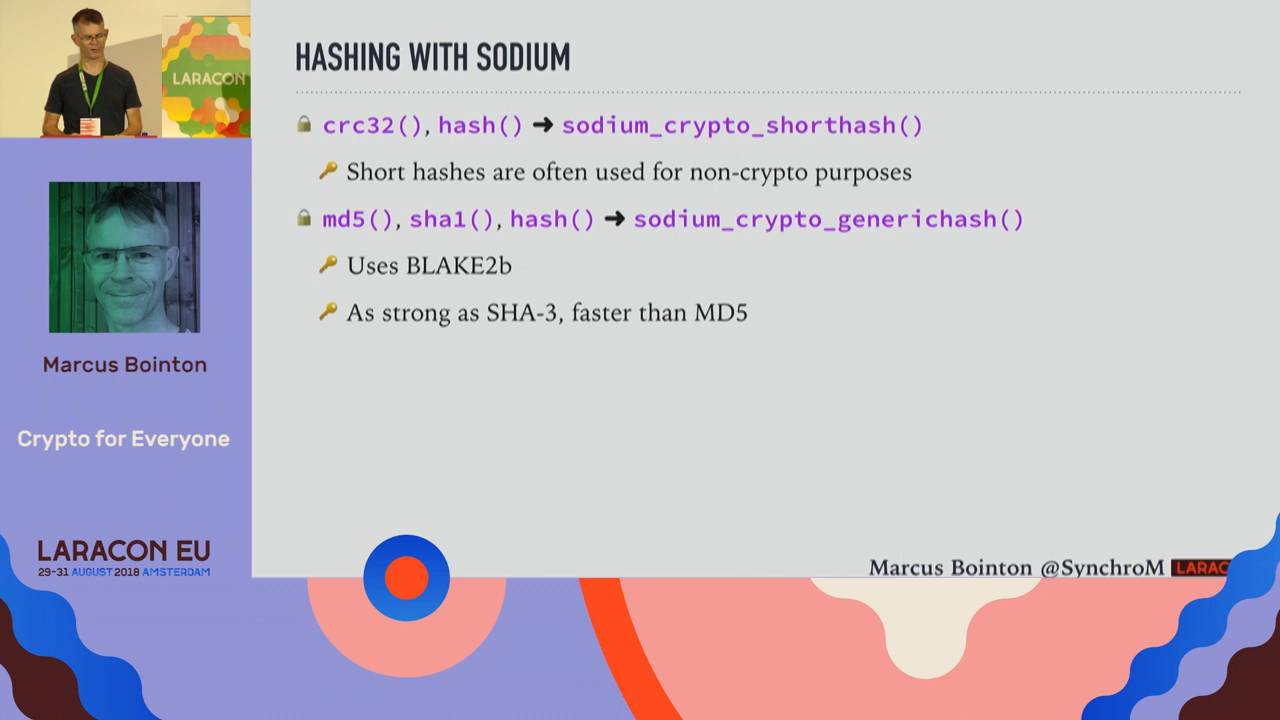 LARACON
HASHING WITH SODIUM
crc32(), hash() ➜ sodium_crypto_shorthash()
Short hashes are often used for non-crypto purposes
md5(), sha1(), hash() ➜ sodium_crypto_generichash()
Uses BLAKE2b
As strong as SHA-3, faster than MD5
Marcus Bointon
Crypto for Everyone
LARACON EU
29-31 AUGUST 2018 AMSTERDAM
Marcus Bointon @SynchroM LARAC